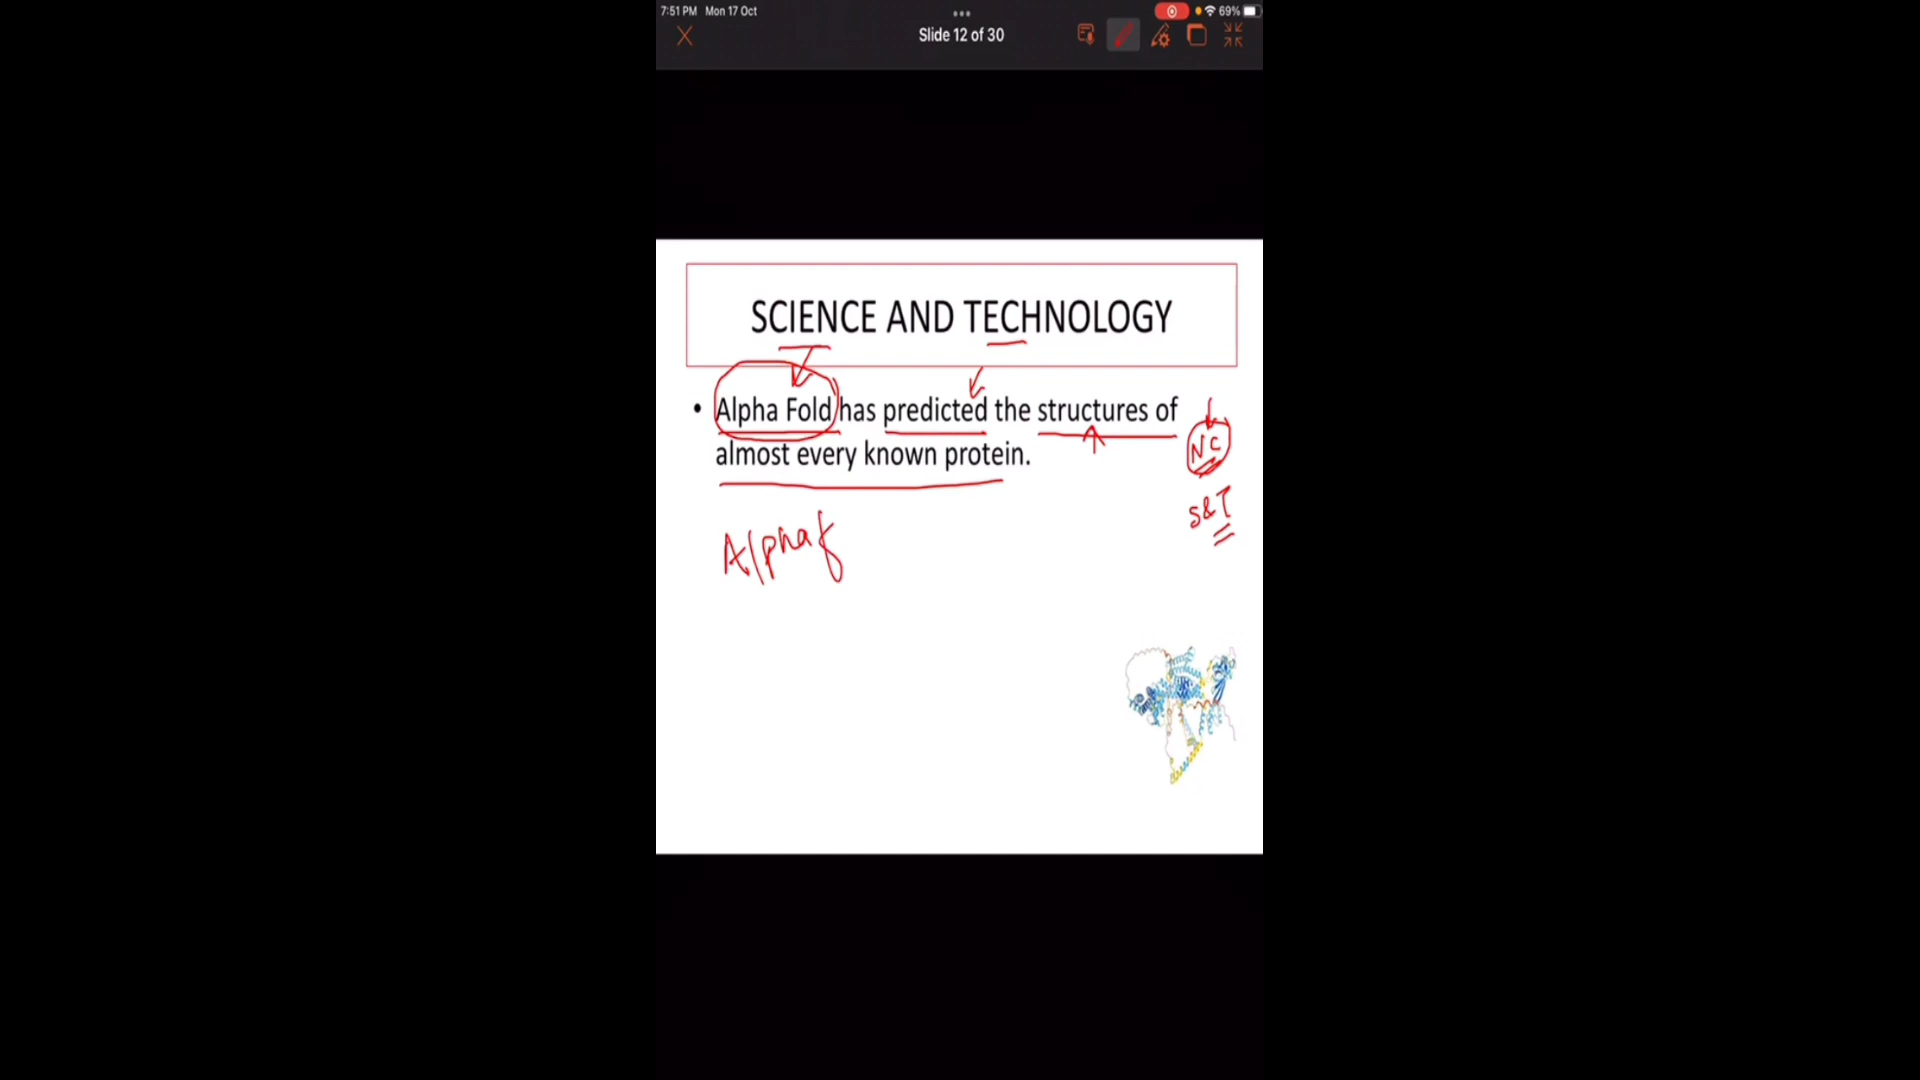 7:51 PM Mon 17 Oct
69%
Slide 12 of 30
SCIENCE AND TECHNOLOGY
• Alpha Fold has predicted the structures of
almost every known protein.
NC
S&T
Alphaf